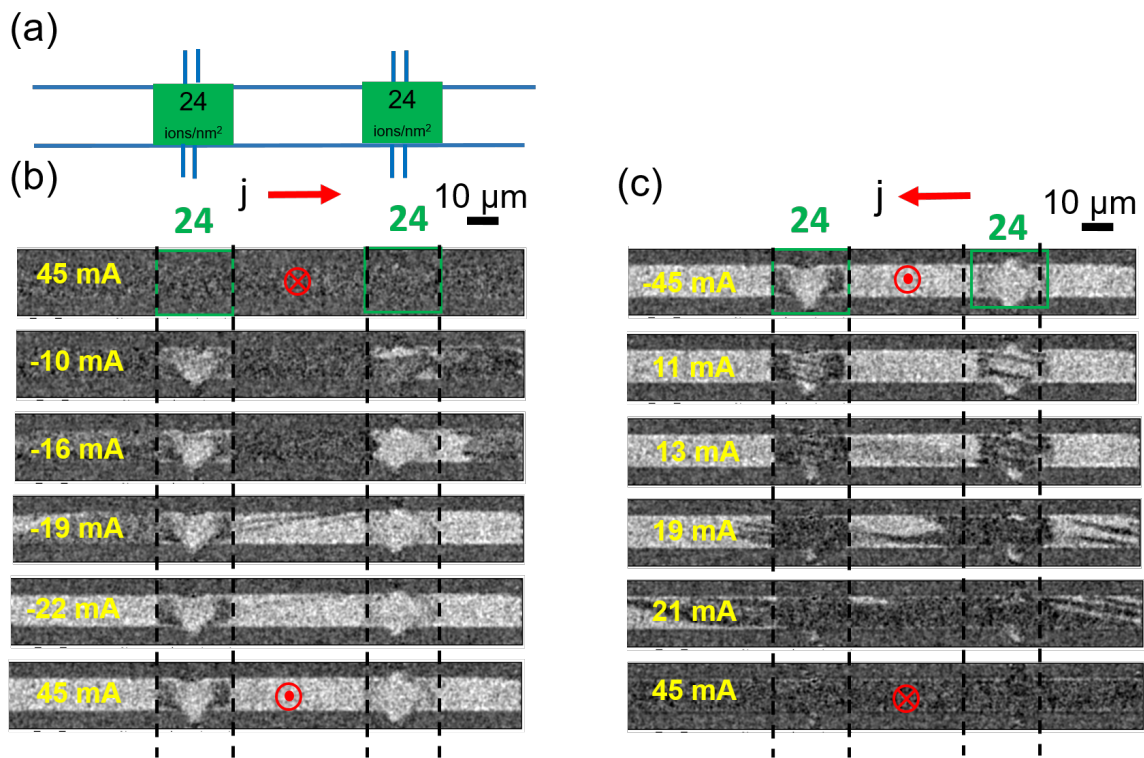 (a)
24
ions/nm²
24
ions/nm²
(b)
j
10 µm
24
24
45 mA
-10 mA
-16 mA
-19 mA
-22 mA
45 mA
(c)
j
10 µm
24
24
-45 mA
11 mA
13 mA
19 mA
21 mA
45 mA